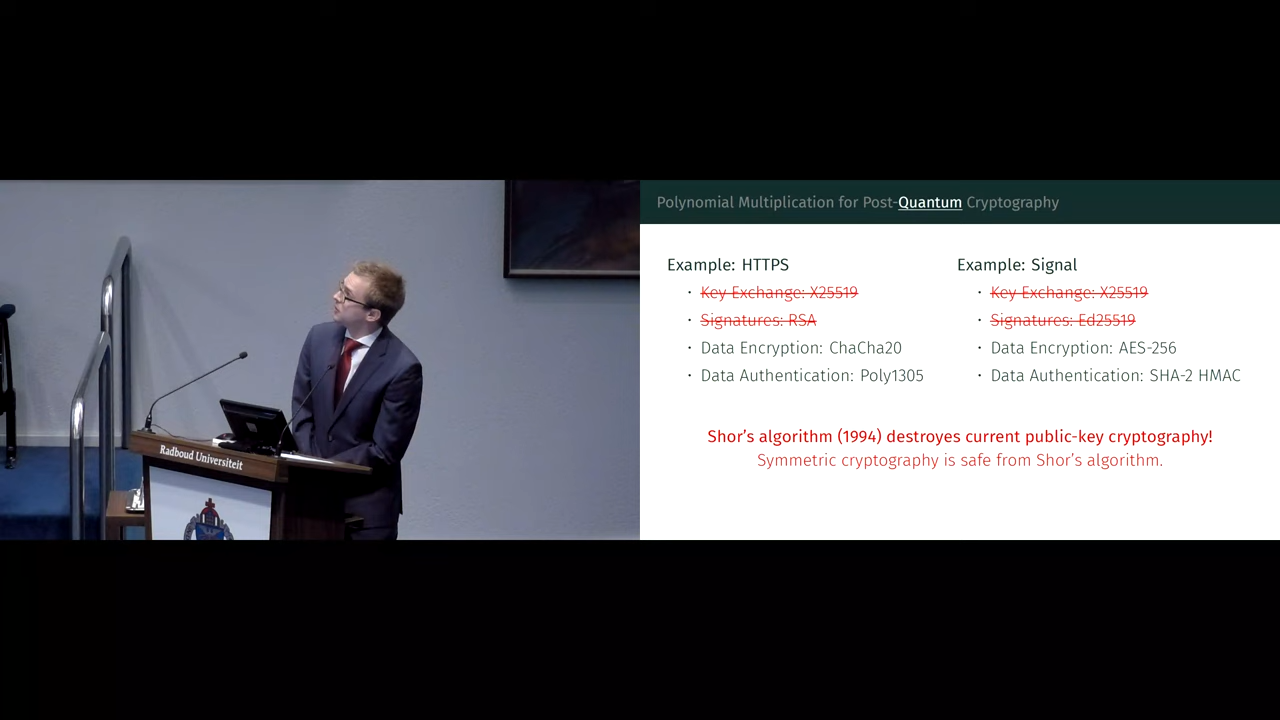 Polynomial Multiplication for Post-Quantum Cryptography
Example: HTTPS
· Key Exchange: X25519
· Signatures: RSA
· Data Encryption: ChaCha20
· Data Authentication: Poly1305
Example: Signal
· Key Exchange: X25519
· Signatures: Ed25519
· Data Encryption: AES-256
· Data Authentication: SHA-2 HMAC
Shor's algorithm (1994) destroyes current public-key cryptography!
Symmetric cryptography is safe from Shor's algorithm.
Radboud Universiteit